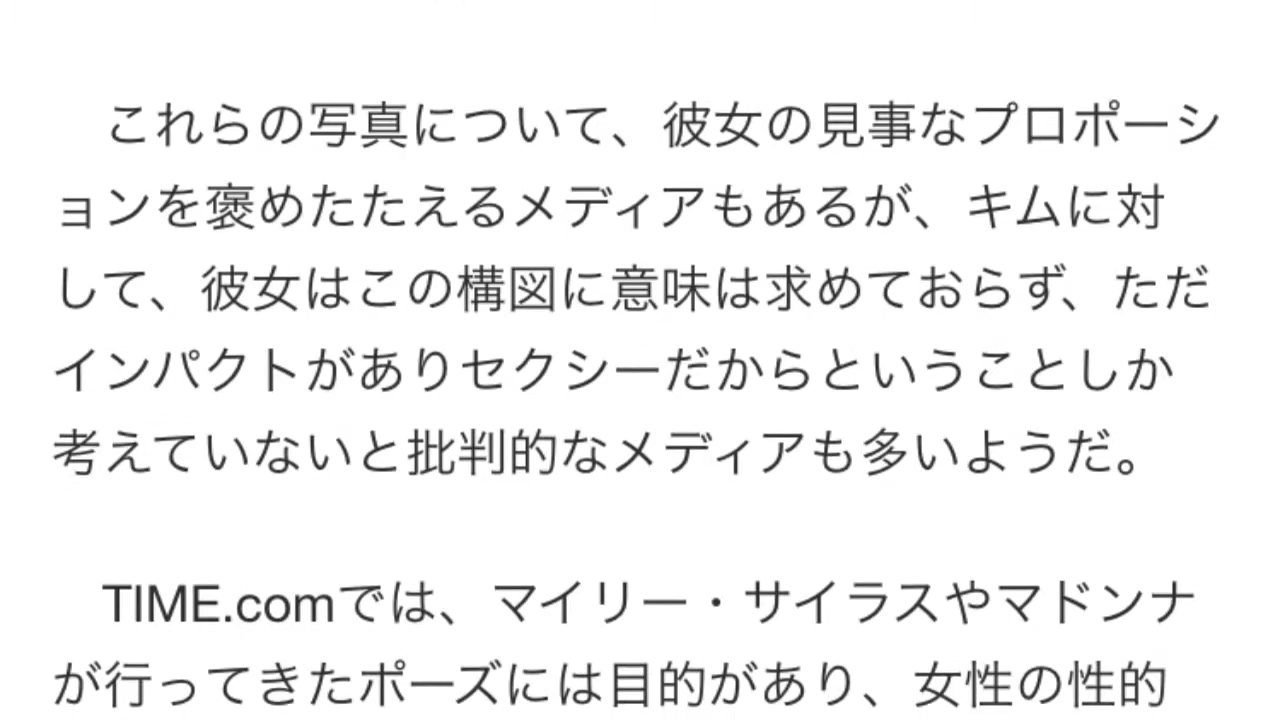 これらの写真について、彼女の見事なプロポーシ
ョンを褒めたたえるメディアもあるが、キムに対
して、彼女はこの構図に意味は求めておらず、ただ
インパクトがありセクシーだからということしか
考えていないと批判的なメディアも多いようだ。
TIME.comでは、マイリー・サイラスやマドンナ
が行ってきたポーズには目的があり、女性の性的